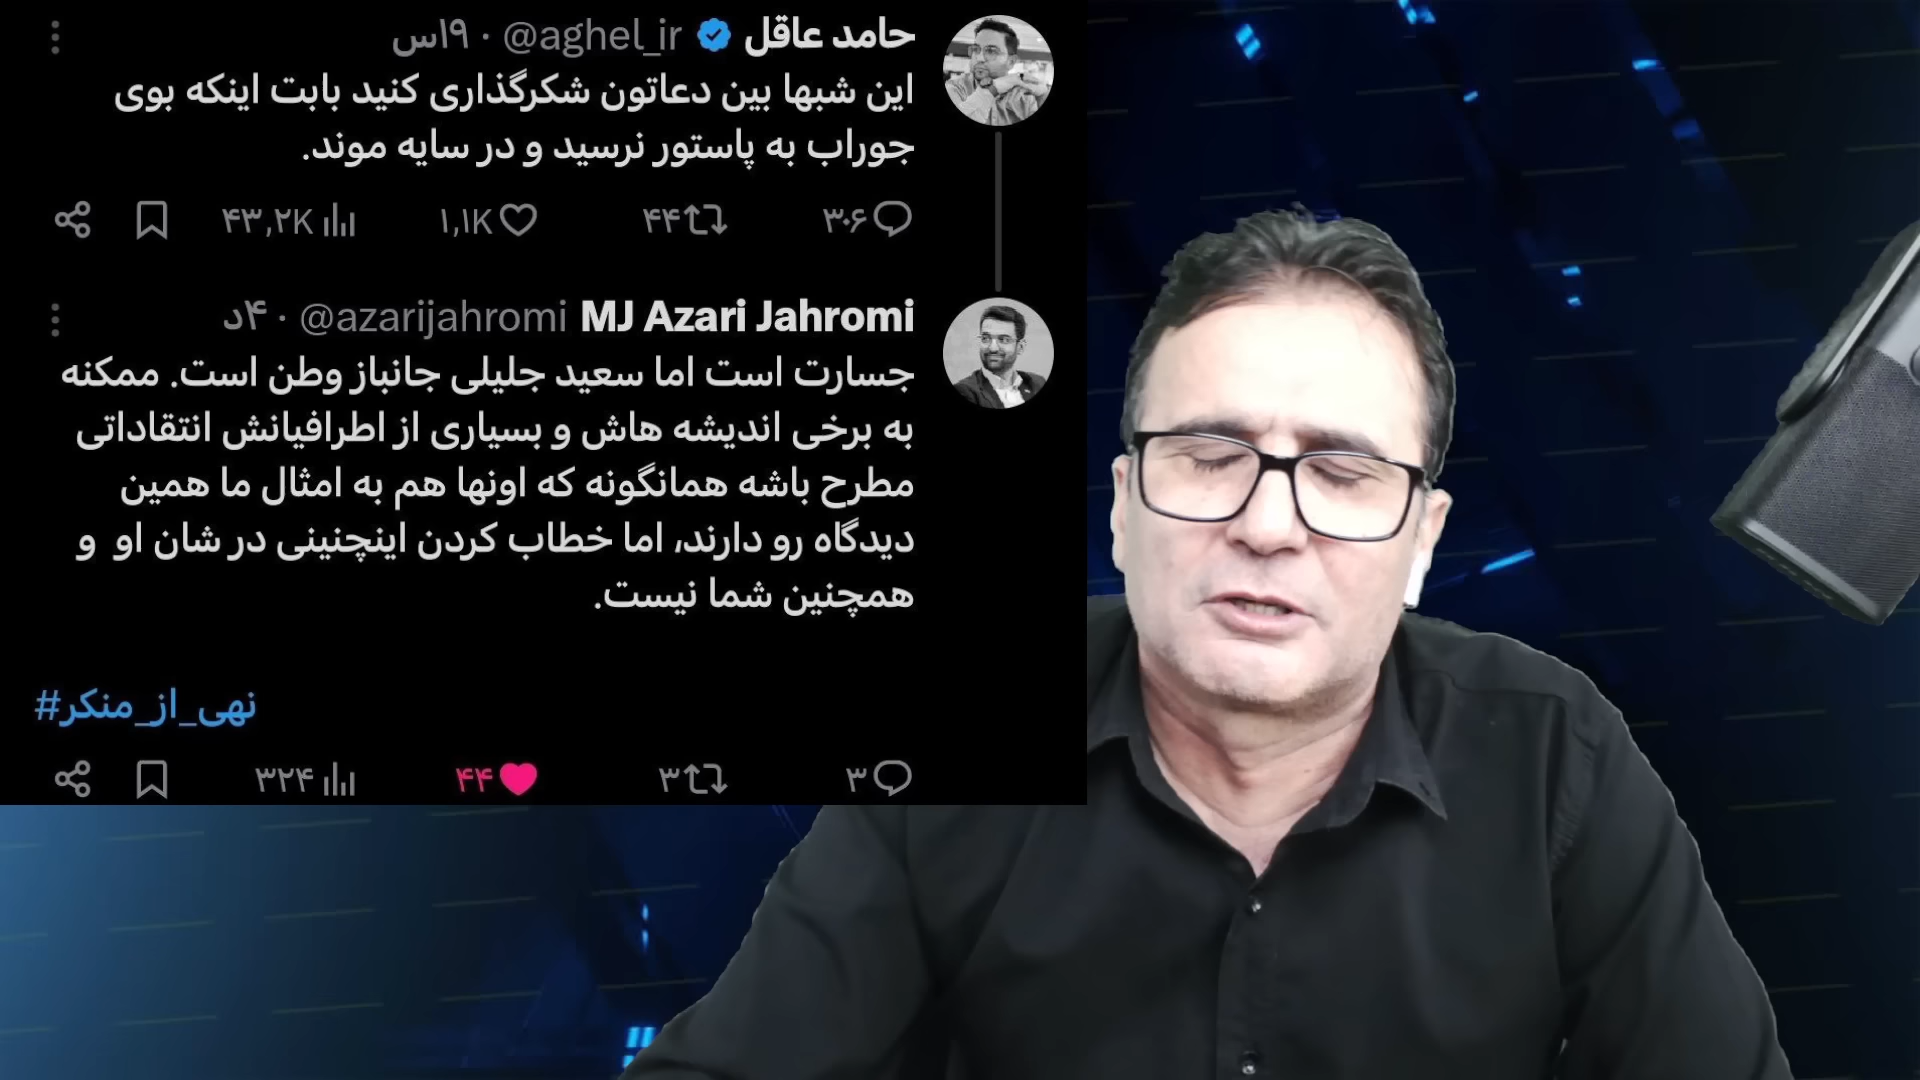 حامد عاقل @aghel_ir · ۱۹س
این شبها بین دعاتون شکرگذاری کنید بابت اینکه بوی
جوراب به پاستور نرسید و در سایه موند.
۳۰۶ ۴۴ ۱,۱K ۴۳,۲K
MJ Azari Jahromi @azarijahromi · ۴د
جسارت است اما سعید جلیلی جانباز وطن است. ممکنه
به برخی اندیشه هاش و بسیاری از اطرافیانش انتقاداتی
مطرح باشه همانگونه که اونها هم به امثال ما همین
دیدگاه رو دارند، اما خطاب کردن اینچنینی در شان او و
همچنین شما نیست.
#نهی_از_منکر
۳ ۳ ۴۴ ۳۲۴